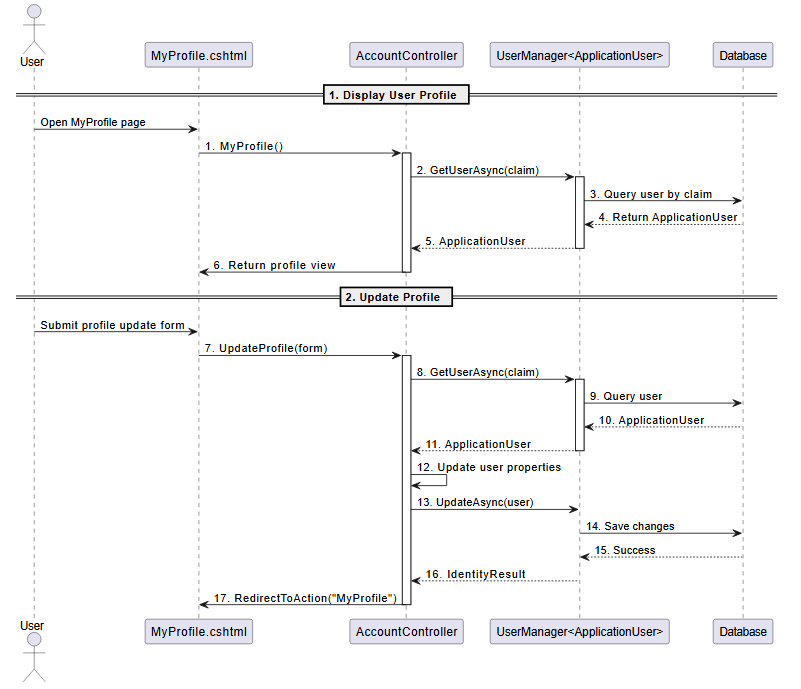 User
MyProfile.cshtml
AccountController
UserManager<ApplicationUser>
Database
1. Display User Profile
Open MyProfile page
1. MyProfile()
2. GetUserAsync(claim)
3. Query user by claim
4. Return ApplicationUser
5. ApplicationUser
6. Return profile view
2. Update Profile
Submit profile update form
7. UpdateProfile(form)
8. GetUserAsync(claim)
9. Query user
10. ApplicationUser
11. ApplicationUser
12. Update user properties
13. UpdateAsync(user)
14. Save changes
15. Success
16. IdentityResult
17. RedirectToAction("MyProfile")
User
MyProfile.cshtml
AccountController
UserManager<ApplicationUser>
Database